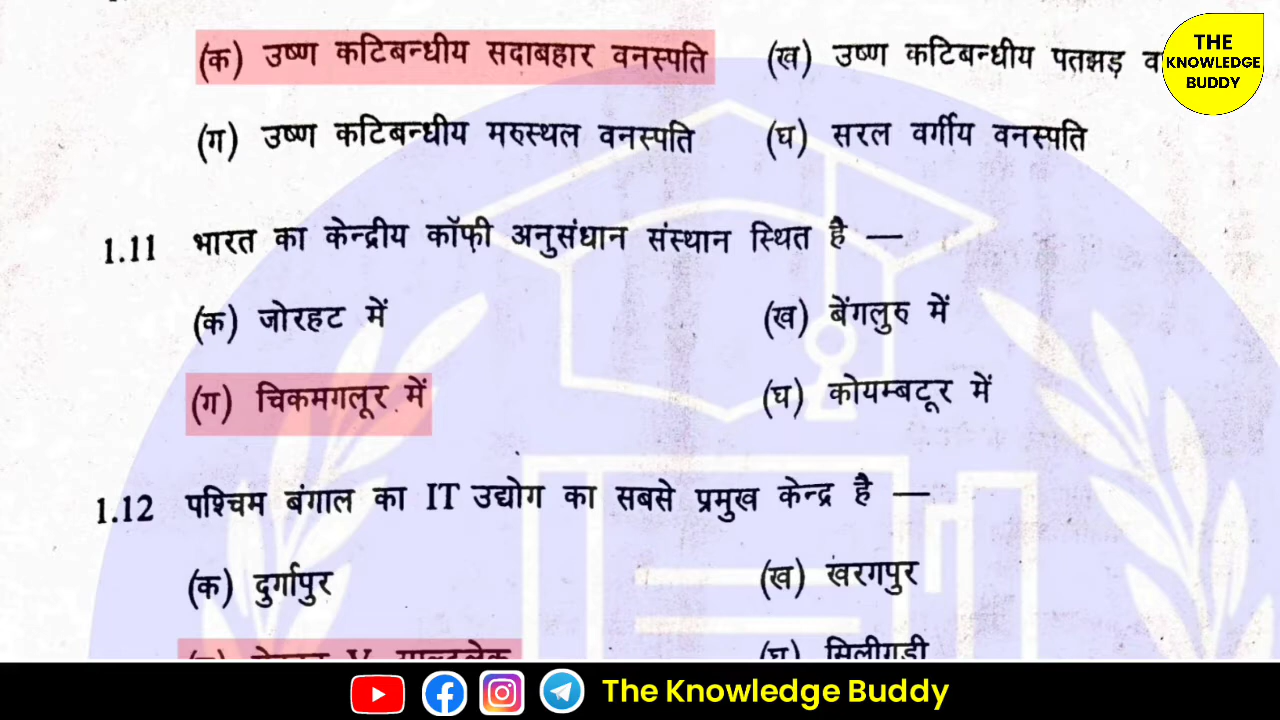 (क) उष्ण कटिबन्धीय सदाबहार वनस्पति (ख) उष्ण कटिबन्धीय पतझड़
THE
KNOWLEDGE
BUDDY
(ग) उष्ण कटिबन्धीय मरुस्थल वनस्पति (घ) सरल वर्गीय वनस्पति
1.11 भारत का केन्द्रीय कॉफ़ी अनुसंधान संस्थान स्थित है —
(क) जोरहट में (ख) बेंगलुरु में
(ग) चिकमगलूर में (घ) कोयम्बटूर में
1.12 पश्चिम बंगाल का IT उद्योग का सबसे प्रमुख केन्द्र है —
(क) दुर्गापुर (ख) खरगपुर
The Knowledge Buddy